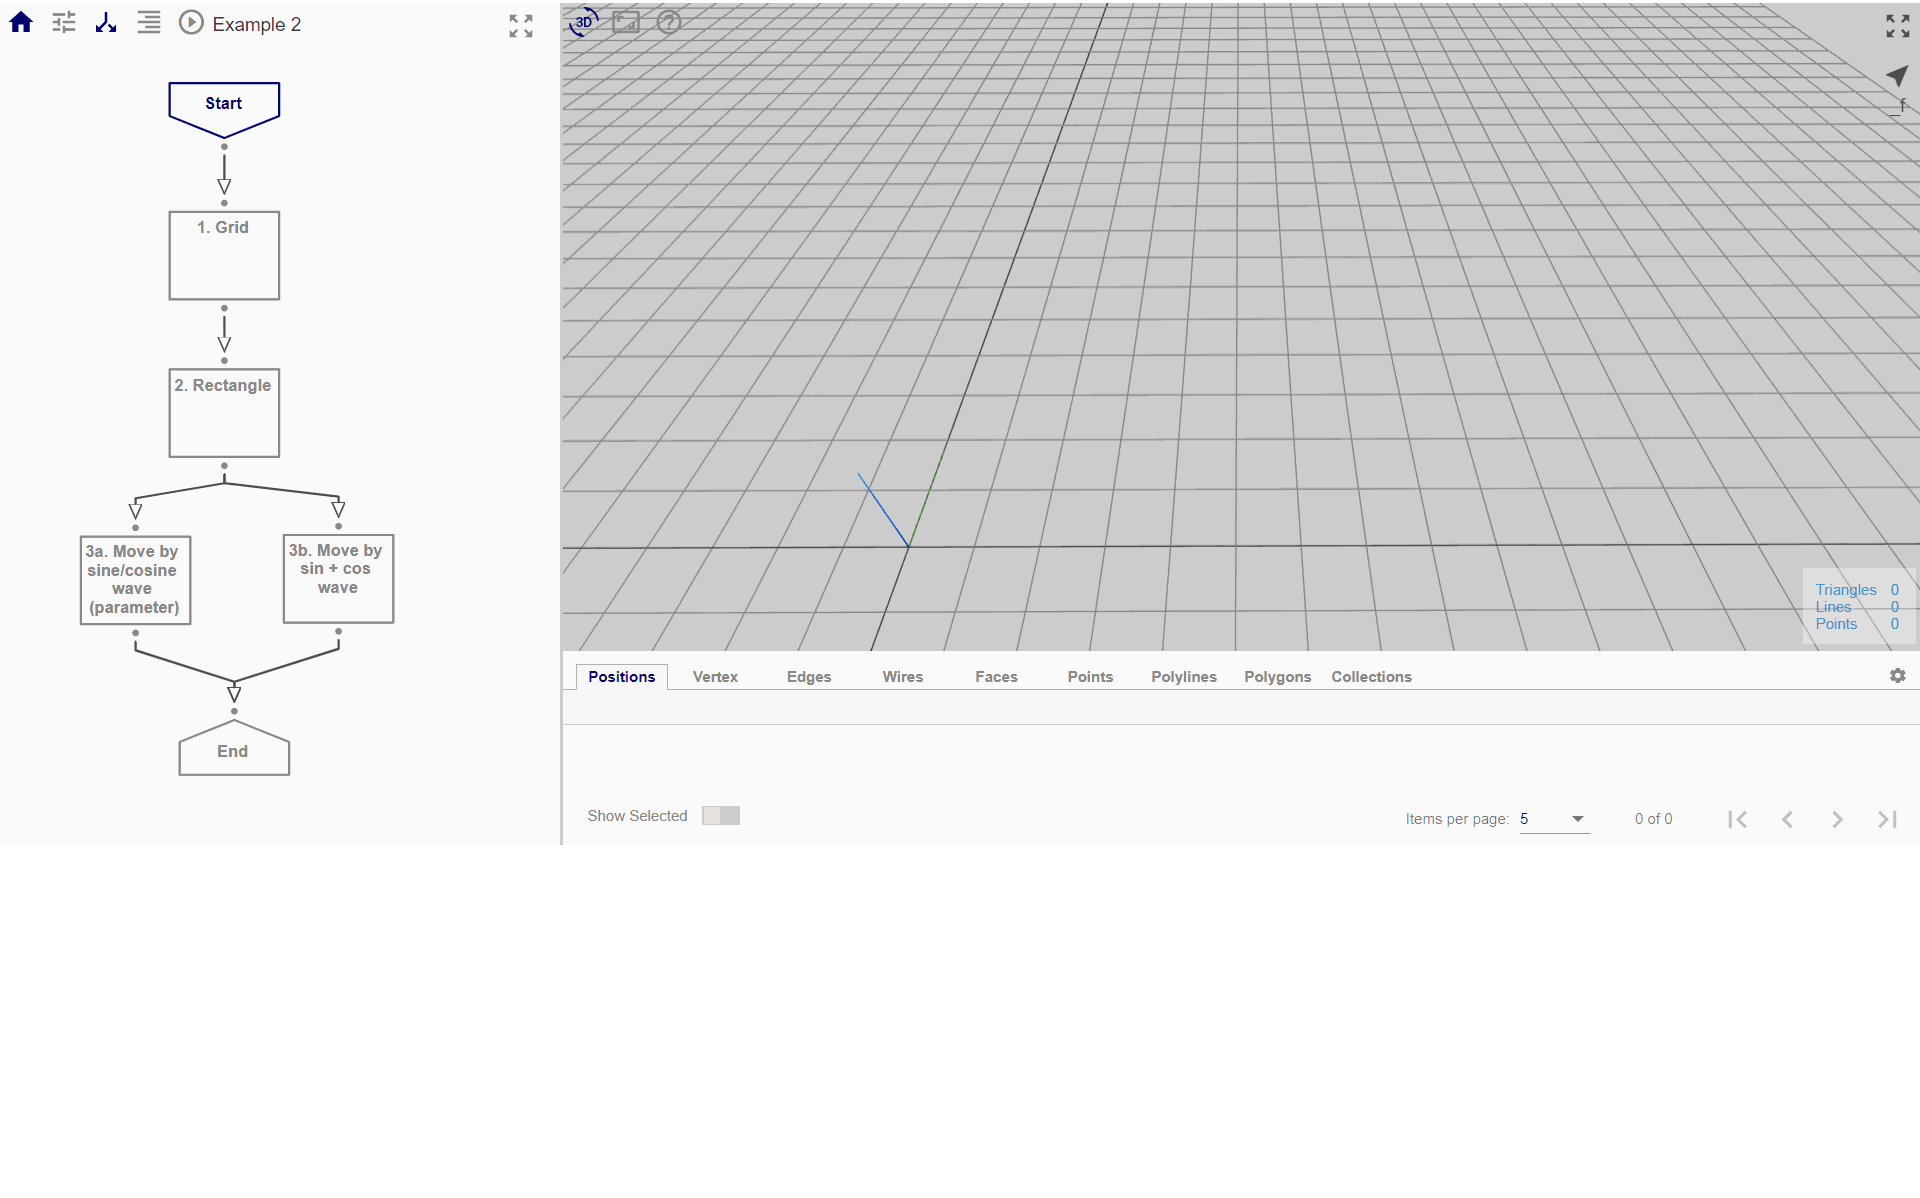 Example 2
Start
1. Grid
2. Rectangle
3a. Move by
sine/cosine
wave
(parameter)
3b. Move by
sin + cos
wave
End
3D
_f
Triangles 0
Lines 0
Points 0
Positions Vertex Edges Wires Faces Points Polylines Polygons Collections
Show Selected
Items per page: 5 0 of 0